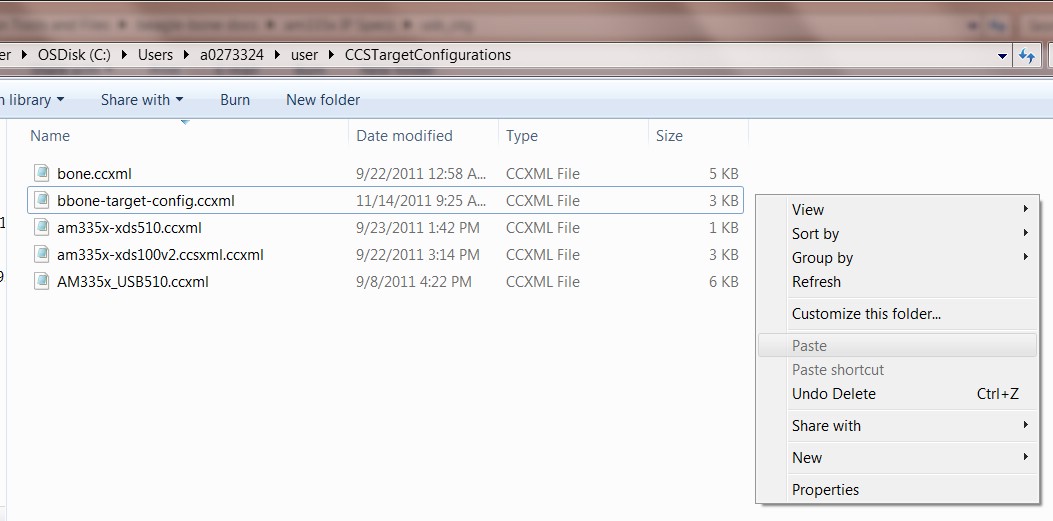 er ▸ OSDisk (C:) ▸ Users ▸ a0273324 ▸ user ▸ CCSTargetConfigurations
n library Share with Burn New folder
Name Date modified Type Size
bone.ccxml 9/22/2011 12:58 A... CCXML File 5 KB
bbone-target-config.ccxml 11/14/2011 9:25 A... CCXML File 3 KB
am335x-xds510.ccxml 9/23/2011 1:42 PM CCXML File 1 KB
am335x-xds100v2.ccsxml.ccxml 9/22/2011 3:14 PM CCXML File 3 KB
AM335x_USB510.ccxml 9/8/2011 4:22 PM CCXML File 6 KB
View
Sort by
Group by
Refresh
Customize this folder...
Paste
Paste shortcut
Undo Delete Ctrl+Z
Share with
New
Properties